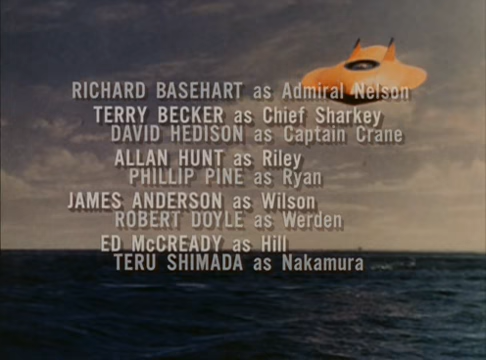 RICHARD BASEHART as Admiral Nelson
TERRY BECKER as Chief Sharkey
DAVID HEDISON as Captain Crane
ALLAN HUNT as Riley
PHILLIP PINE as Ryan
JAMES ANDERSON as Wilson
ROBERT DOYLE as Werden
ED McCREADY as Hill
TERU SHIMADA as Nakamura